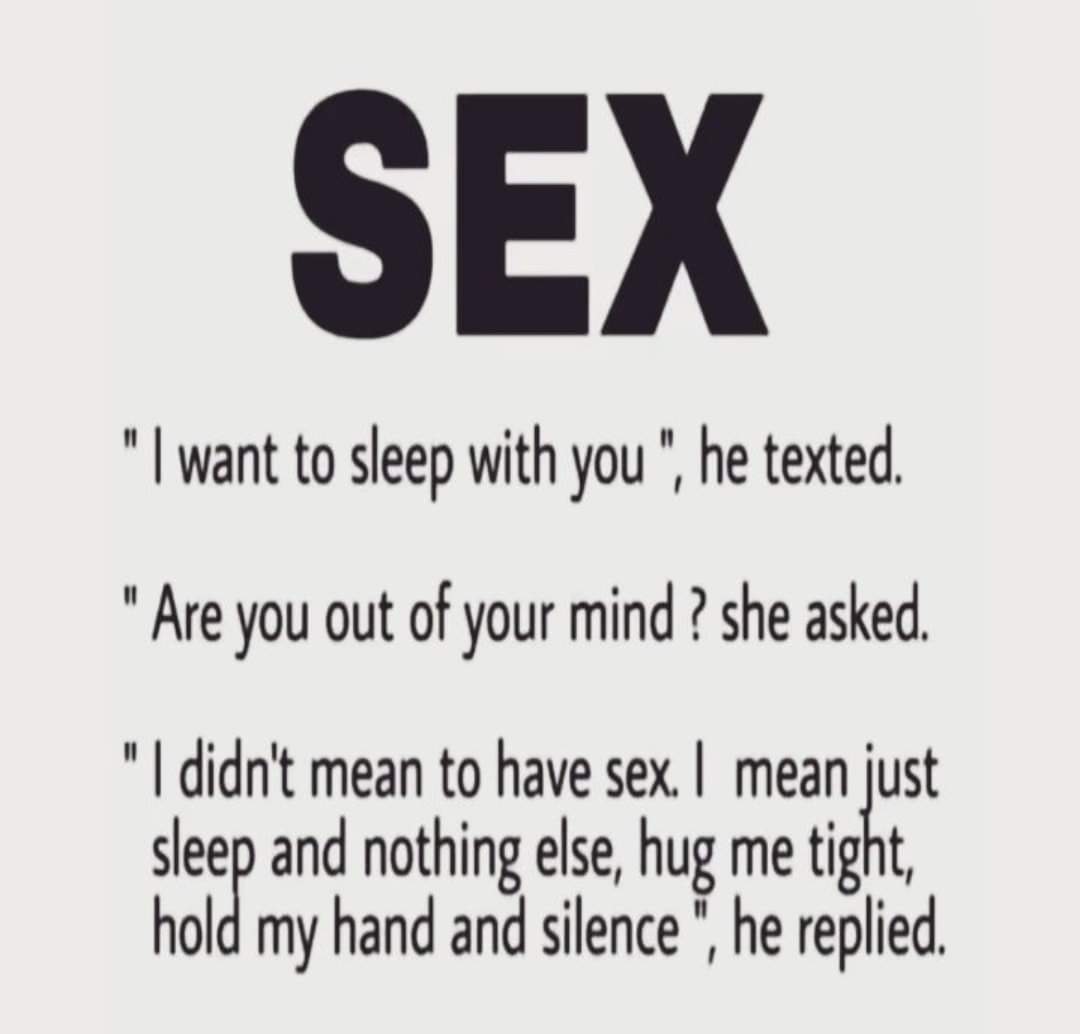 SEX
" I want to sleep with you ", he texted.
" Are you out of your mind ? she asked.
" I didn't mean to have sex. I  mean just
sleep and nothing else, hug me tight,
hold my hand and silence ", he replied.